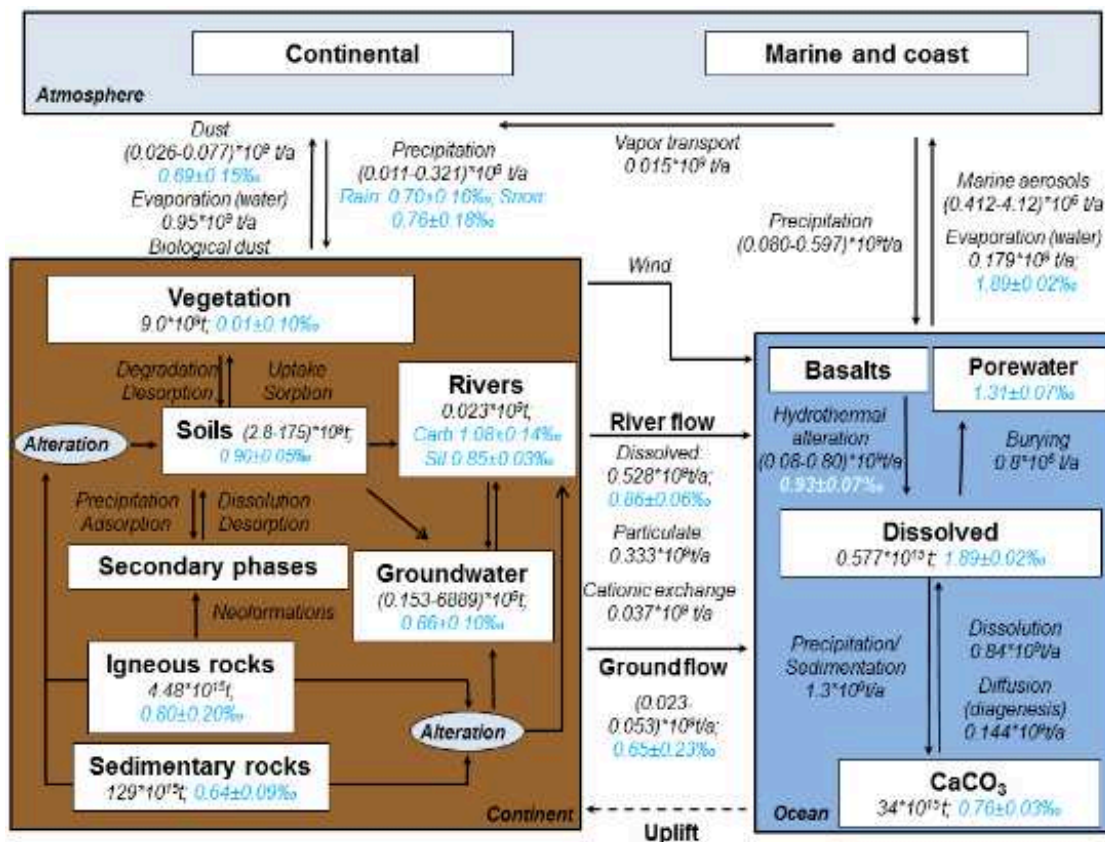 Continental
Marine and coast
Atmosphere
Dust
(0.026-0.077)*10⁹ t/a
0.69±0.15‰
Evaporation (water)
0.95*10⁹ t/a
Biological dust
Precipitation
(0.011-0.321)*10⁹ t/a
Rain: 0.70±0.16‰; Snow:
0.76±0.18‰
Vapor transport
0.015*10⁹ t/a
Precipitation
(0.080-0.597)*10⁹t/a
Marine aerosols
(0.412-4.12)*10⁶ t/a
Evaporation (water)
0.179*10⁹ t/a;
1.89±0.02‰
Wind
Vegetation
9.0*10⁹t; 0.01±0.10‰
Degradation
Desorption
Uptake
Sorption
Alteration
Soils (2.8-175)*10⁹t;
0.90±0.05‰
Rivers
0.023*10⁹t;
Carb 1.08±0.14‰
Sil 0.85±0.03‰
Precipitation
Adsorption
Dissolution
Desorption
Secondary phases
Neoformations
Groundwater
(0.153-6889)*10⁹t;
0.66±0.10‰
Igneous rocks
4.48*10¹⁵t;
0.80±0.20‰
Alteration
Sedimentary rocks
129*10¹⁵t; 0.64±0.09‰
Continent
River flow
Dissolved:
0.528*10⁹t/a;
0.86±0.06‰
Particulate:
0.333*10⁹t/a
Cationic exchange
0.037*10⁹ t/a
Ground flow
(0.023-
0.053)*10⁹t/a;
0.65±0.23‰
Uplift
Basalts
Porewater
1.31±0.07‰
Hydrothermal
alteration
(0.08-0.80)*10⁹t/a
0.93±0.07‰
Burying
Dissolved
0.577*10¹⁵t; 1.89±0.02‰
Precipitation/
Sedimentation
1.3*10⁹t/a
Dissolution
0.84*10⁹t/a
Diffusion
(diagenesis)
0.144*10⁹t/a
CaCO₃
34*10¹⁵t; 0.76±0.03‰
Ocean